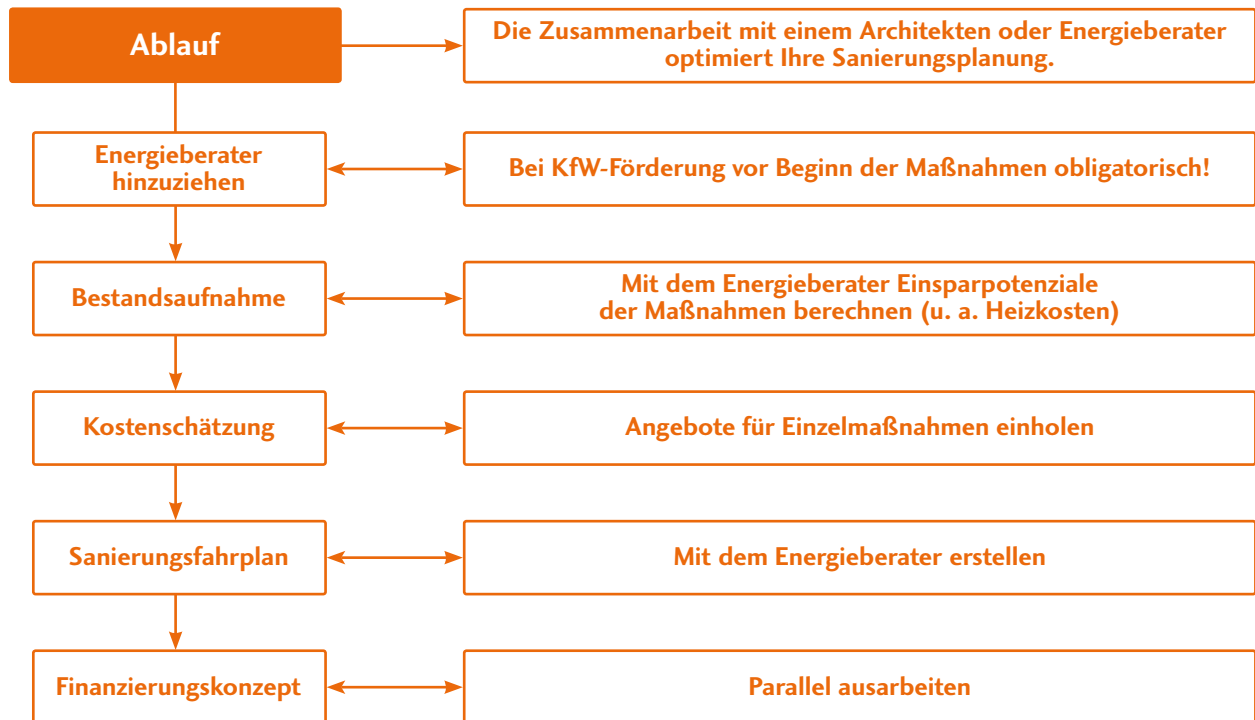 Ablauf
Die Zusammenarbeit mit einem Architekten oder Energieberater
optimiert Ihre Sanierungsplanung.
Energieberater
hinzuziehen
Bei KfW-Förderung vor Beginn der Maßnahmen obligatorisch!
Bestandsaufnahme
Mit dem Energieberater Einsparpotenziale
der Maßnahmen berechnen (u. a. Heizkosten)
Kostenschätzung
Angebote für Einzelmaßnahmen einholen
Sanierungsfahrplan
Mit dem Energieberater erstellen
Finanzierungskonzept
Parallel ausarbeiten